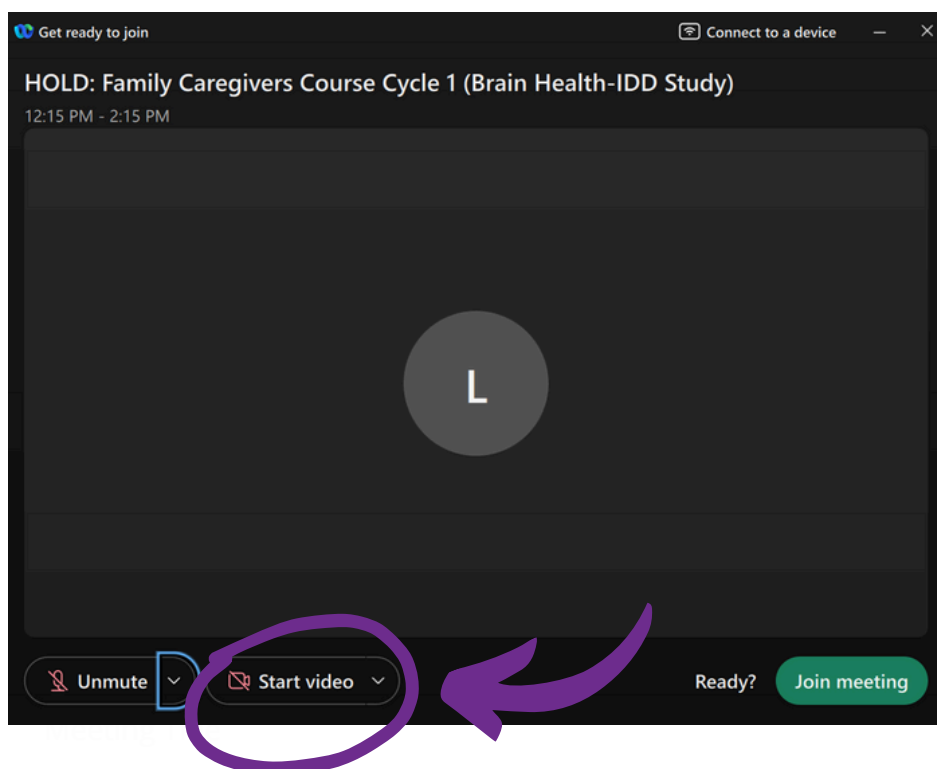 Get ready to join
Connect to a device
HOLD: Family Caregivers Course Cycle 1 (Brain Health-IDD Study)
12:15 PM - 2:15 PM
L
Unmute
Start video
Ready?
Join meeting